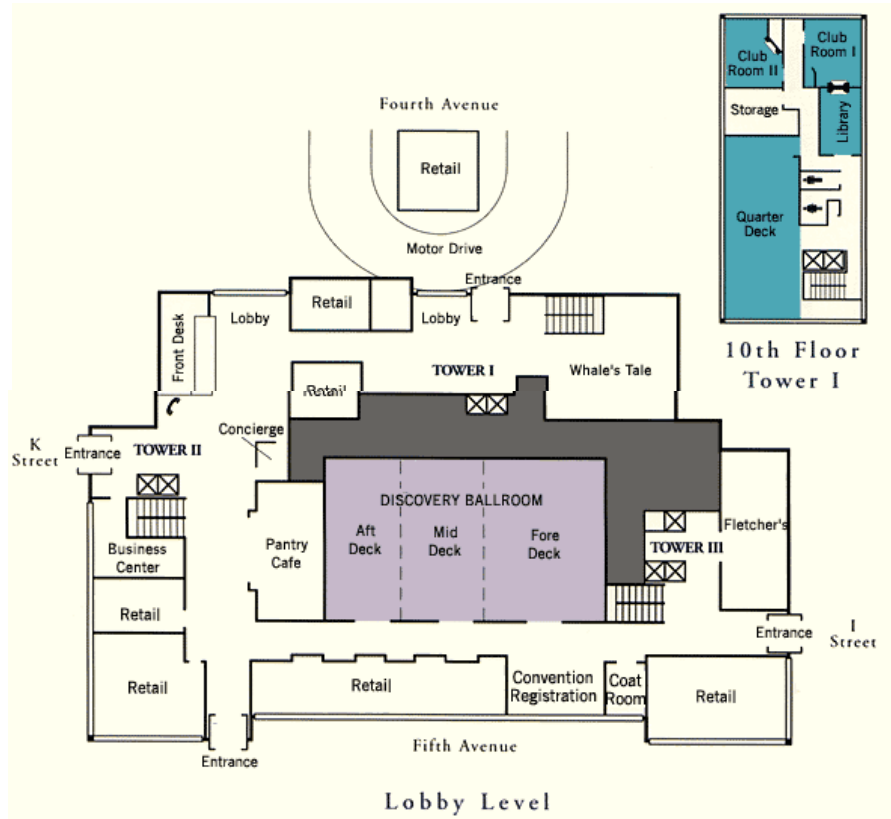 Club
Room II
Club
Room I
Storage
Library
Quarter
Deck
10th Floor
Tower I
Fourth Avenue
Retail
Motor Drive
Entrance
Front Desk
Lobby
Retail
Lobby
TOWER I
Whale's Tale
Retail
K
Street
Entrance
TOWER II
Concierge
DISCOVERY BALLROOM
Aft
Deck
Mid
Deck
Fore
Deck
Fletcher's
TOWER III
Business
Center
Pantry
Cafe
Retail
Entrance
I
Street
Retail
Retail
Convention
Registration
Coat
Room
Retail
Entrance
Fifth Avenue
Lobby Level